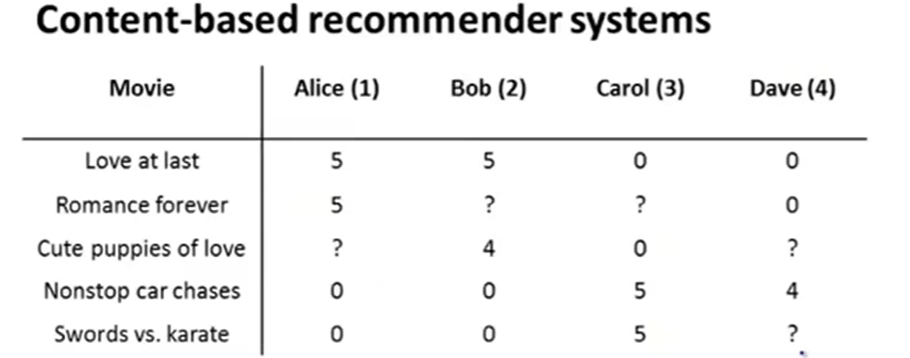 Content-based recommender systems
Movie Alice (1) Bob (2) Carol (3) Dave (4)
Love at last 5 5 0 0
Romance forever 5 ? ? 0
Cute puppies of love ? 4 0 ?
Nonstop car chases 0 0 5 4
Swords vs. karate 0 0 5 ?